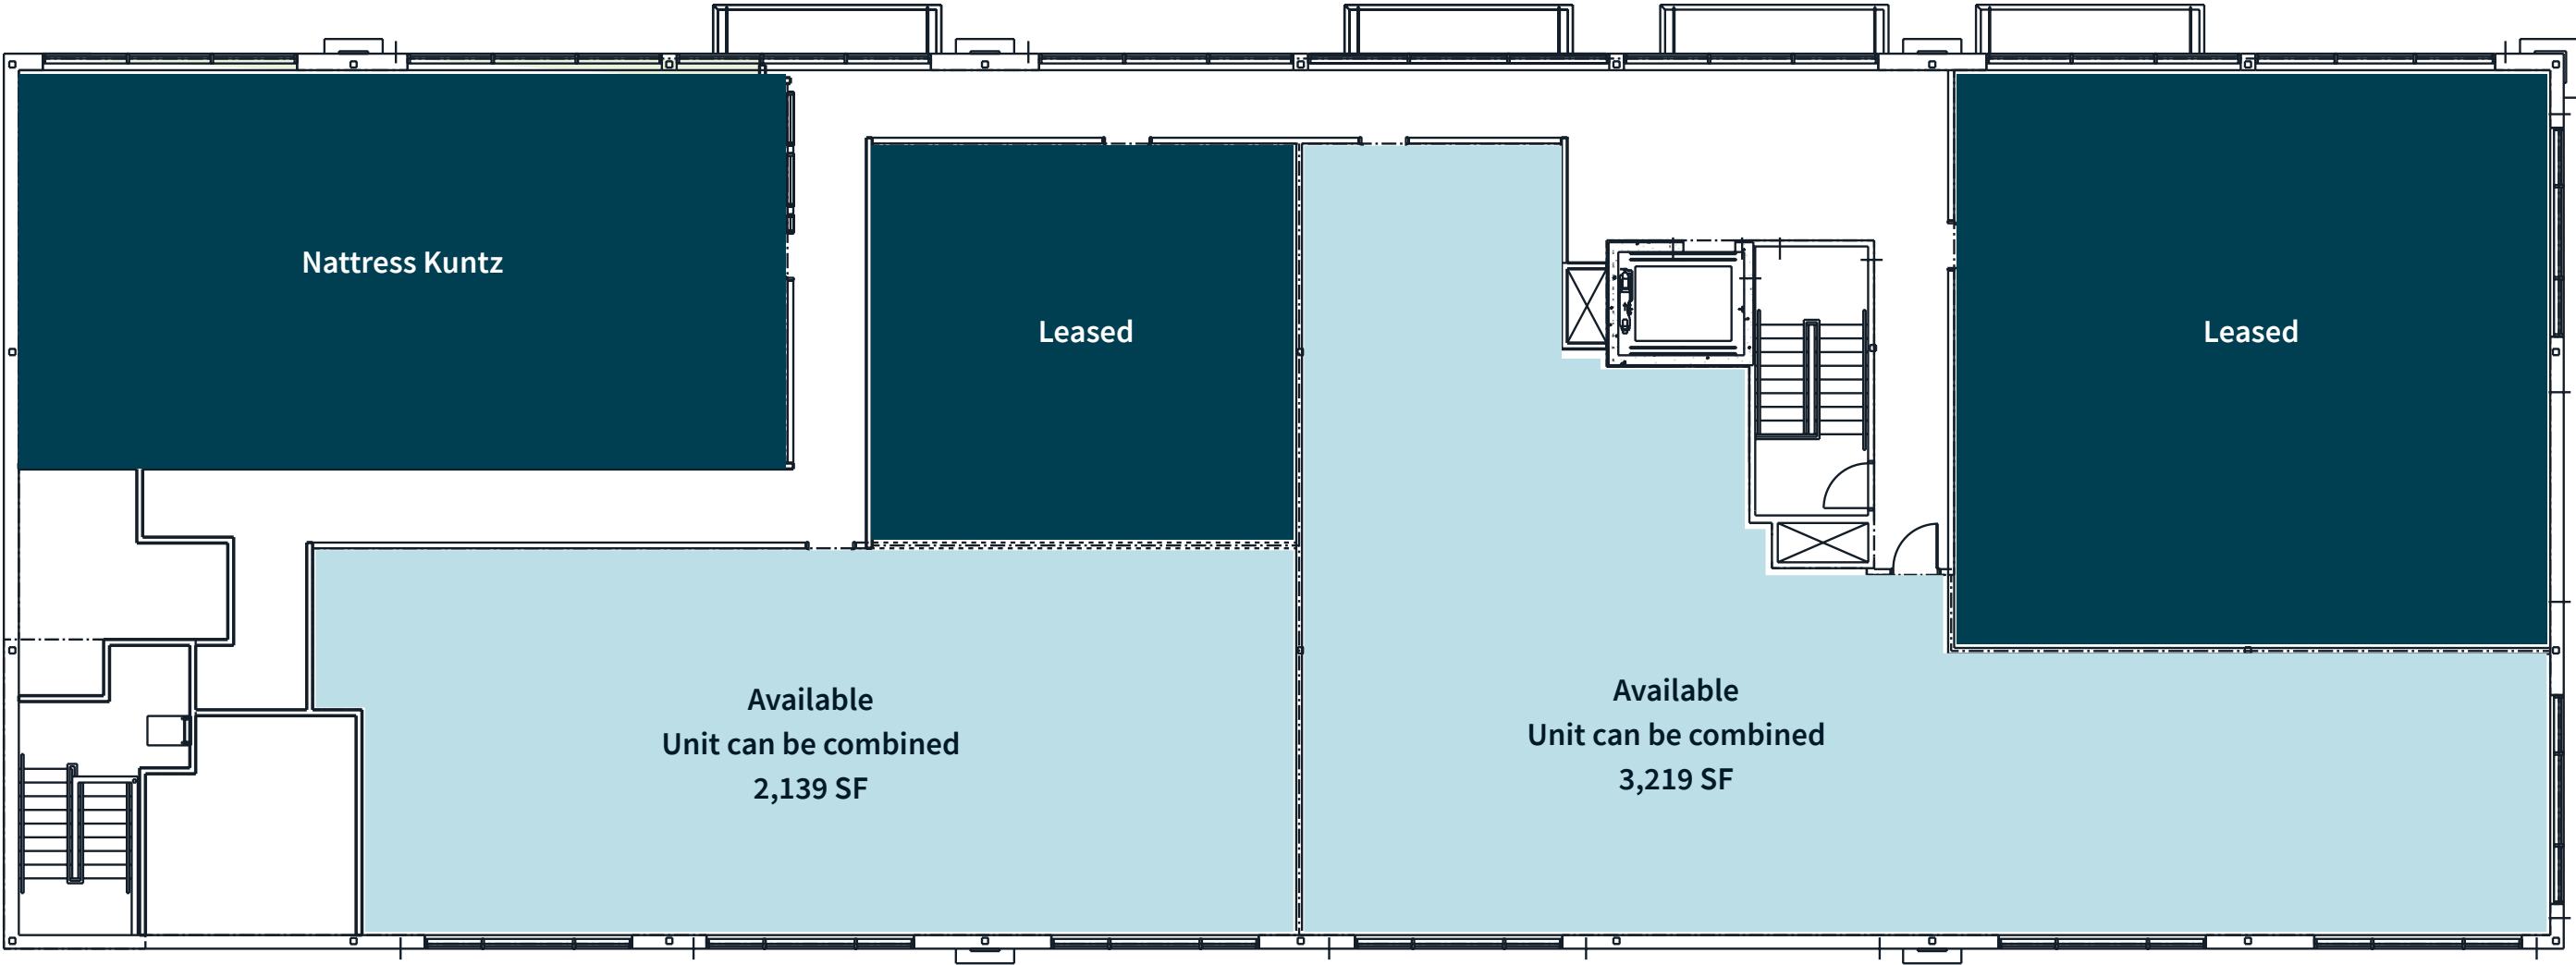 Nattress Kuntz
Leased
Leased
Available
Unit can be combined
2,139 SF
Available
Unit can be combined
3,219 SF